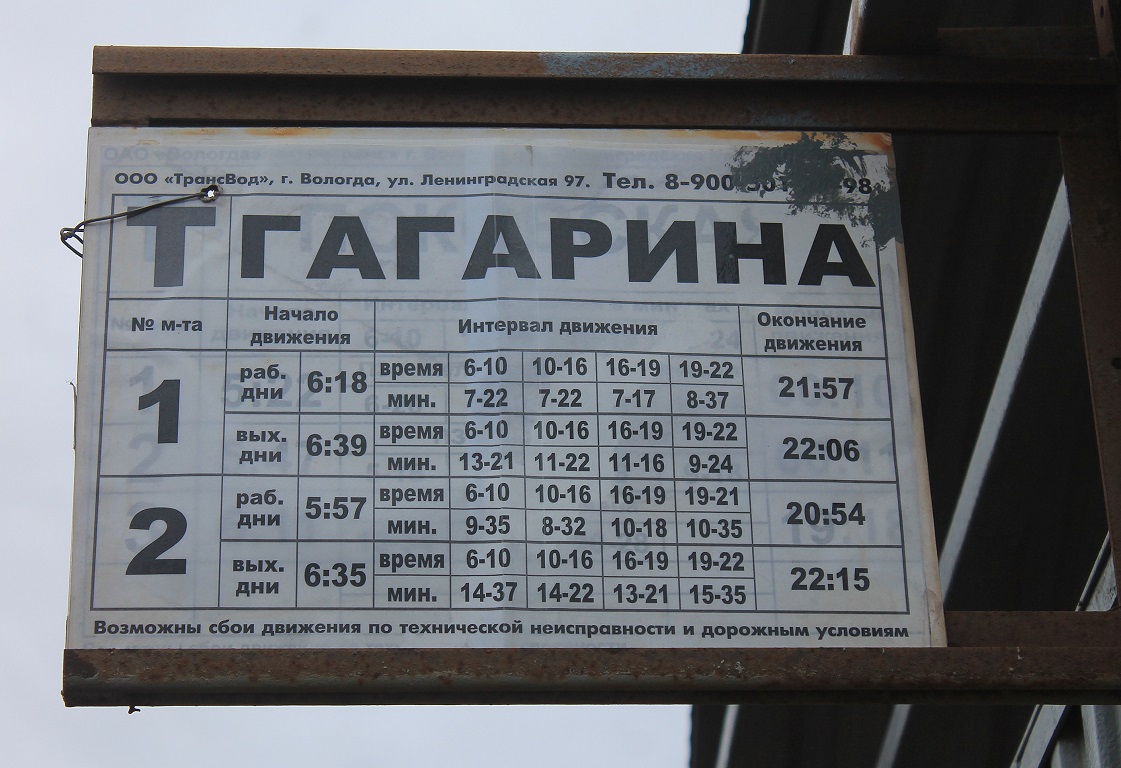 ООО «ТрансВод», г. Вологда, ул. Ленинградская 97. Тел. 8-900
Т ГАГАРИНА
№ м-та Начало движения Интервал движения Окончание движения
1 раб. дни 6:18 время 6-10 10-16 16-19 19-22 21:57
мин. 7-22 7-22 7-17 8-37
вых. дни 6:39 время 6-10 10-16 16-19 19-22 22:06
мин. 13-21 11-22 11-16 9-24
2 раб. дни 5:57 время 6-10 10-16 16-19 19-21 20:54
мин. 9-35 8-32 10-18 10-35
вых. дни 6:35 время 6-10 10-16 16-19 19-22 22:15
мин. 14-37 14-22 13-21 15-35
Возможны сбои движения по технической неисправности и дорожным условиям